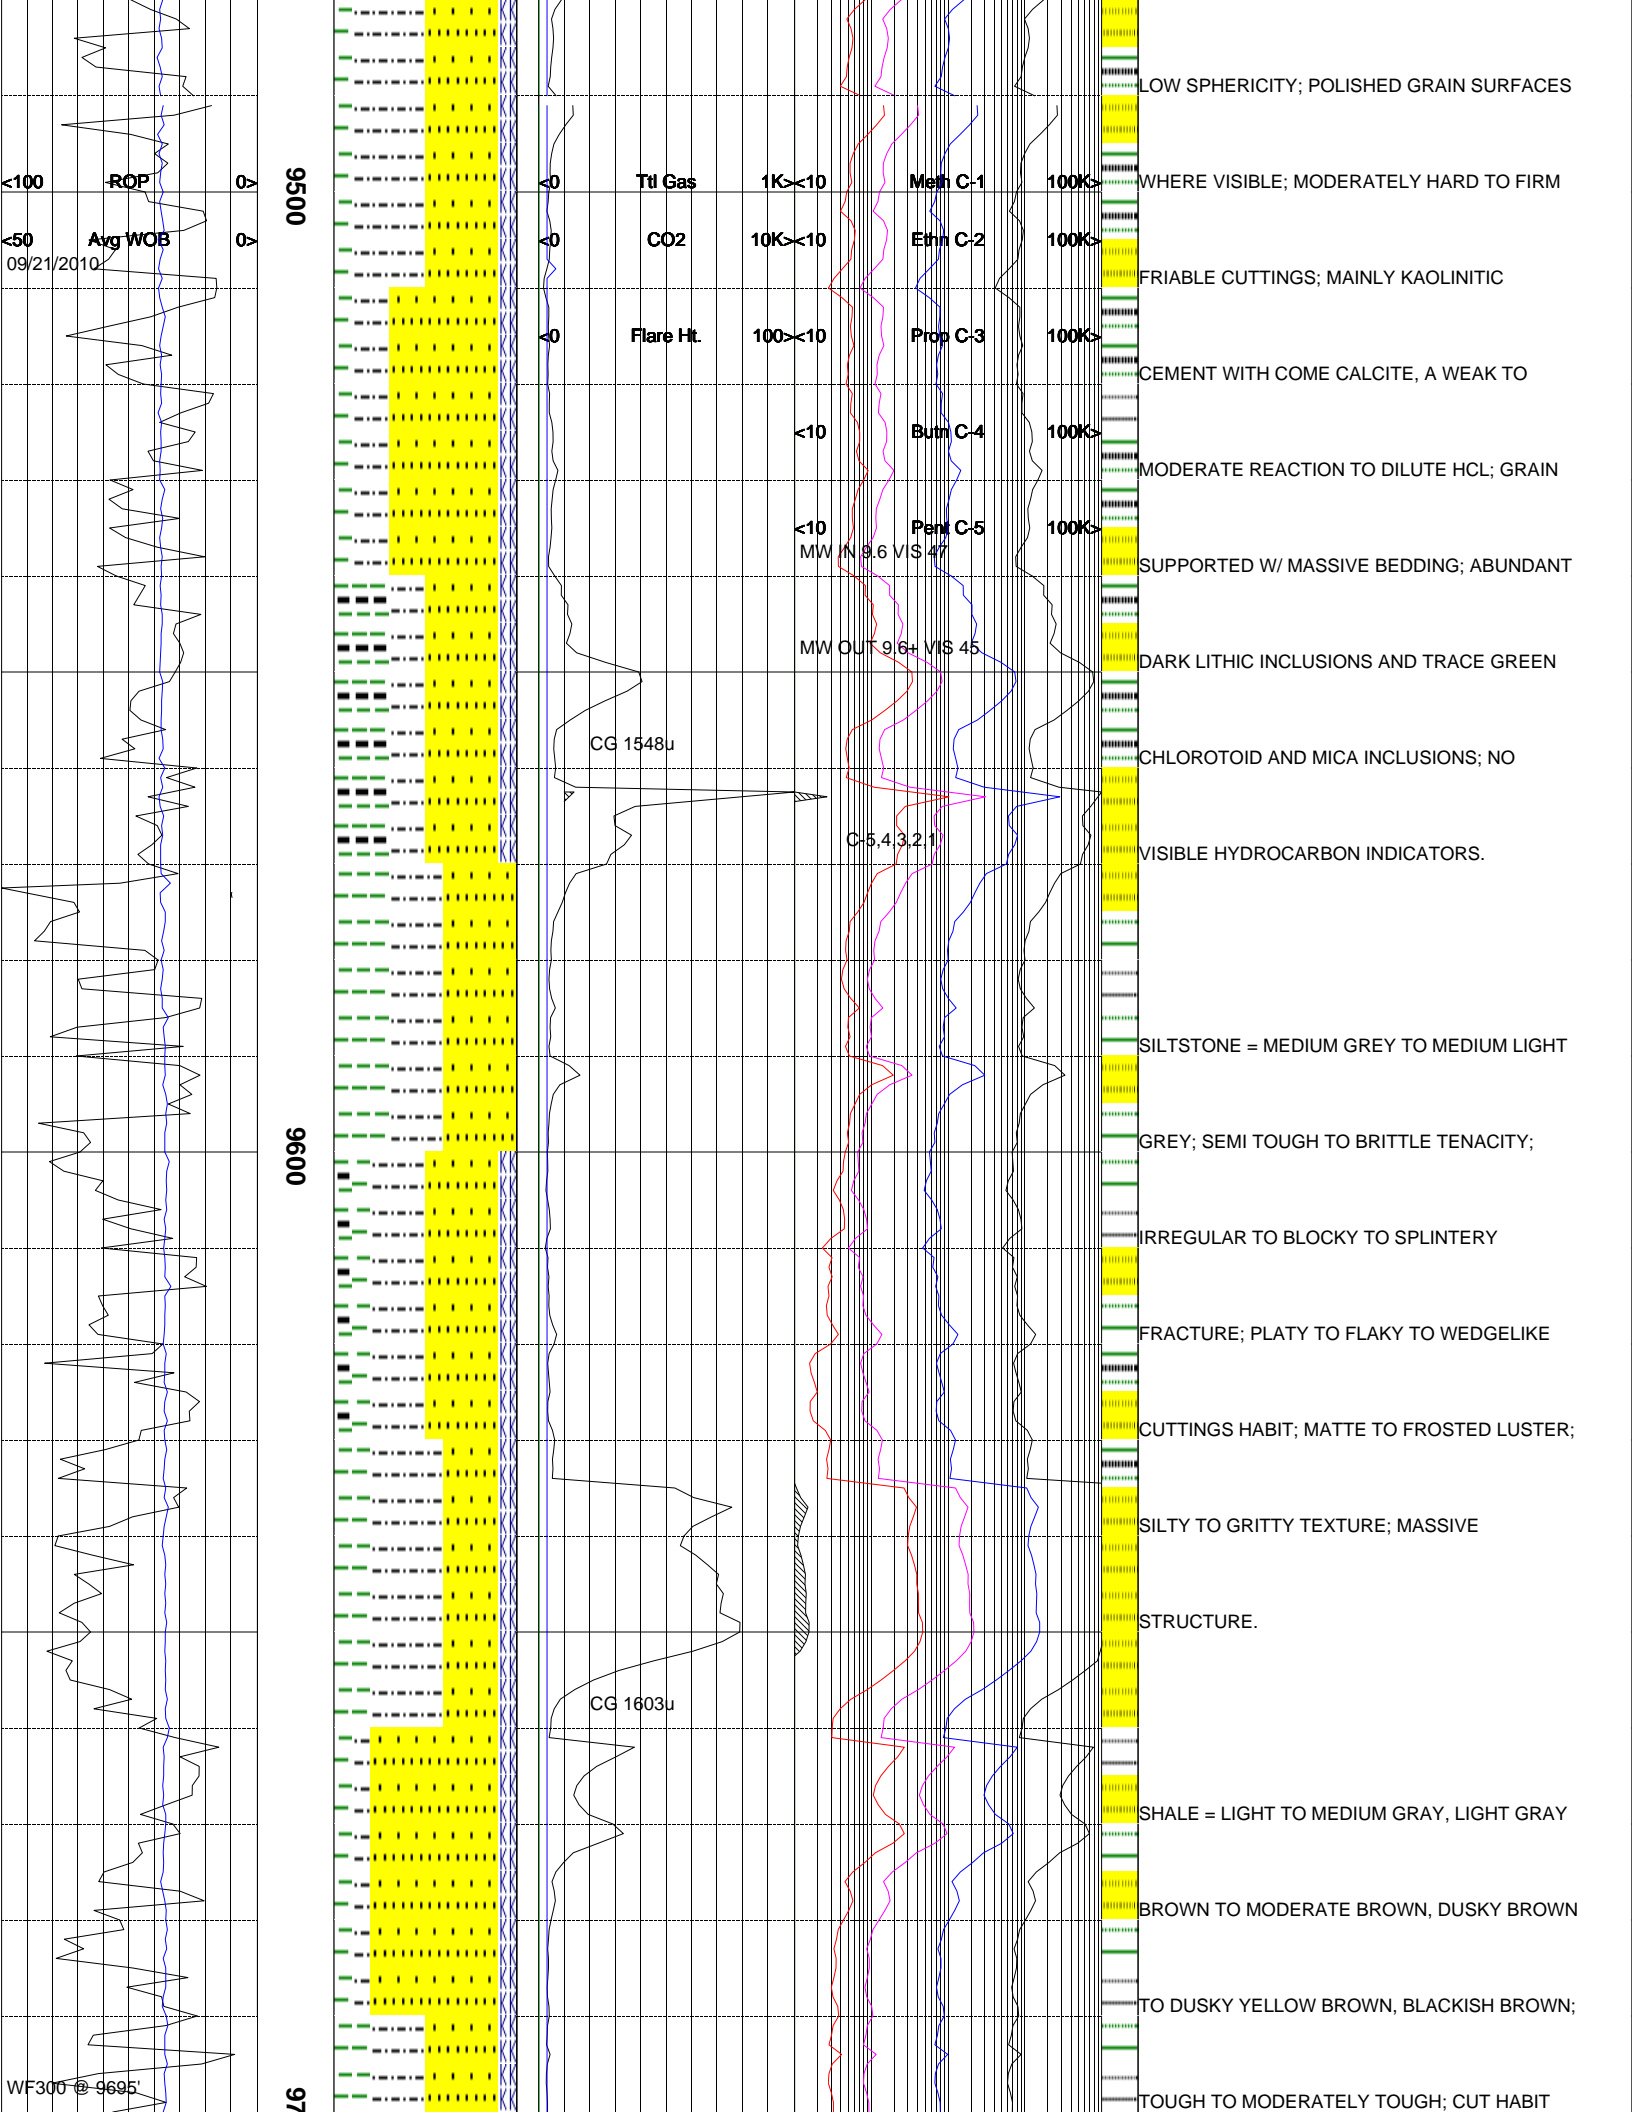 LOW SPHERICITY; POLISHED GRAIN SURFACES
<100 ROP 0>
9500
<0 Ttl Gas 1K>
<10 Meth C-1 100K>
WHERE VISIBLE; MODERATELY HARD TO FIRM
<50 Avg WOB 0>
<0 CO2 10K>
<10 Ethn C-2 100K>
09/21/2010
FRIABLE CUTTINGS; MAINLY KAOLINITIC
<0 Flare Ht. 100>
<10 Prop C-3 100K>
CEMENT WITH COME CALCITE, A WEAK TO
<10 Butn C-4 100K>
MODERATE REACTION TO DILUTE HCL; GRAIN
<10 Pent C-5 100K>
MW IN 9.6 VIS 47
SUPPORTED W/ MASSIVE BEDDING; ABUNDANT
MW OUT 9.6+ VIS 45
DARK LITHIC INCLUSIONS AND TRACE GREEN
CG 1548u
CHLOROTOID AND MICA INCLUSIONS; NO
C-5,4,3,2,1
VISIBLE HYDROCARBON INDICATORS.
SILTSTONE = MEDIUM GREY TO MEDIUM LIGHT
9600
GREY; SEMI TOUGH TO BRITTLE TENACITY;
IRREGULAR TO BLOCKY TO SPLINTERY
FRACTURE; PLATY TO FLAKY TO WEDGELIKE
CUTTINGS HABIT; MATTE TO FROSTED LUSTER;
SILTY TO GRITTY TEXTURE; MASSIVE
STRUCTURE.
CG 1603u
SHALE = LIGHT TO MEDIUM GRAY, LIGHT GRAY
BROWN TO MODERATE BROWN, DUSKY BROWN
TO DUSKY YELLOW BROWN, BLACKISH BROWN;
WF300 @ 9695'
97
TOUGH TO MODERATELY TOUGH; CUT HABIT